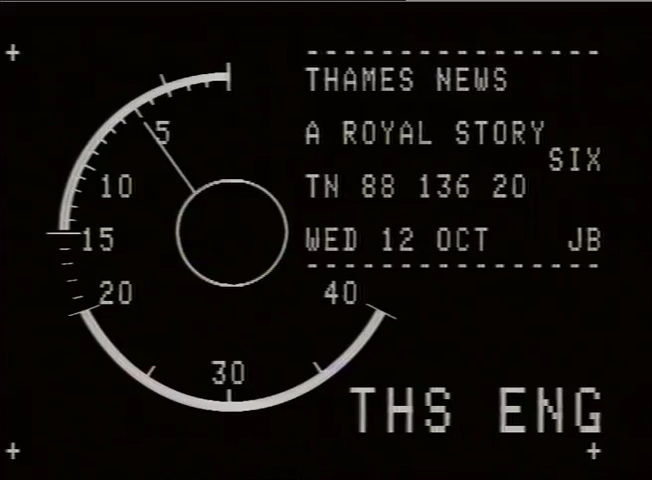 THAMES NEWS
A ROYAL STORY
SIX
TN 88 136 20
WED 12 OCT JB
5
10
15
20
30
40
THS ENG